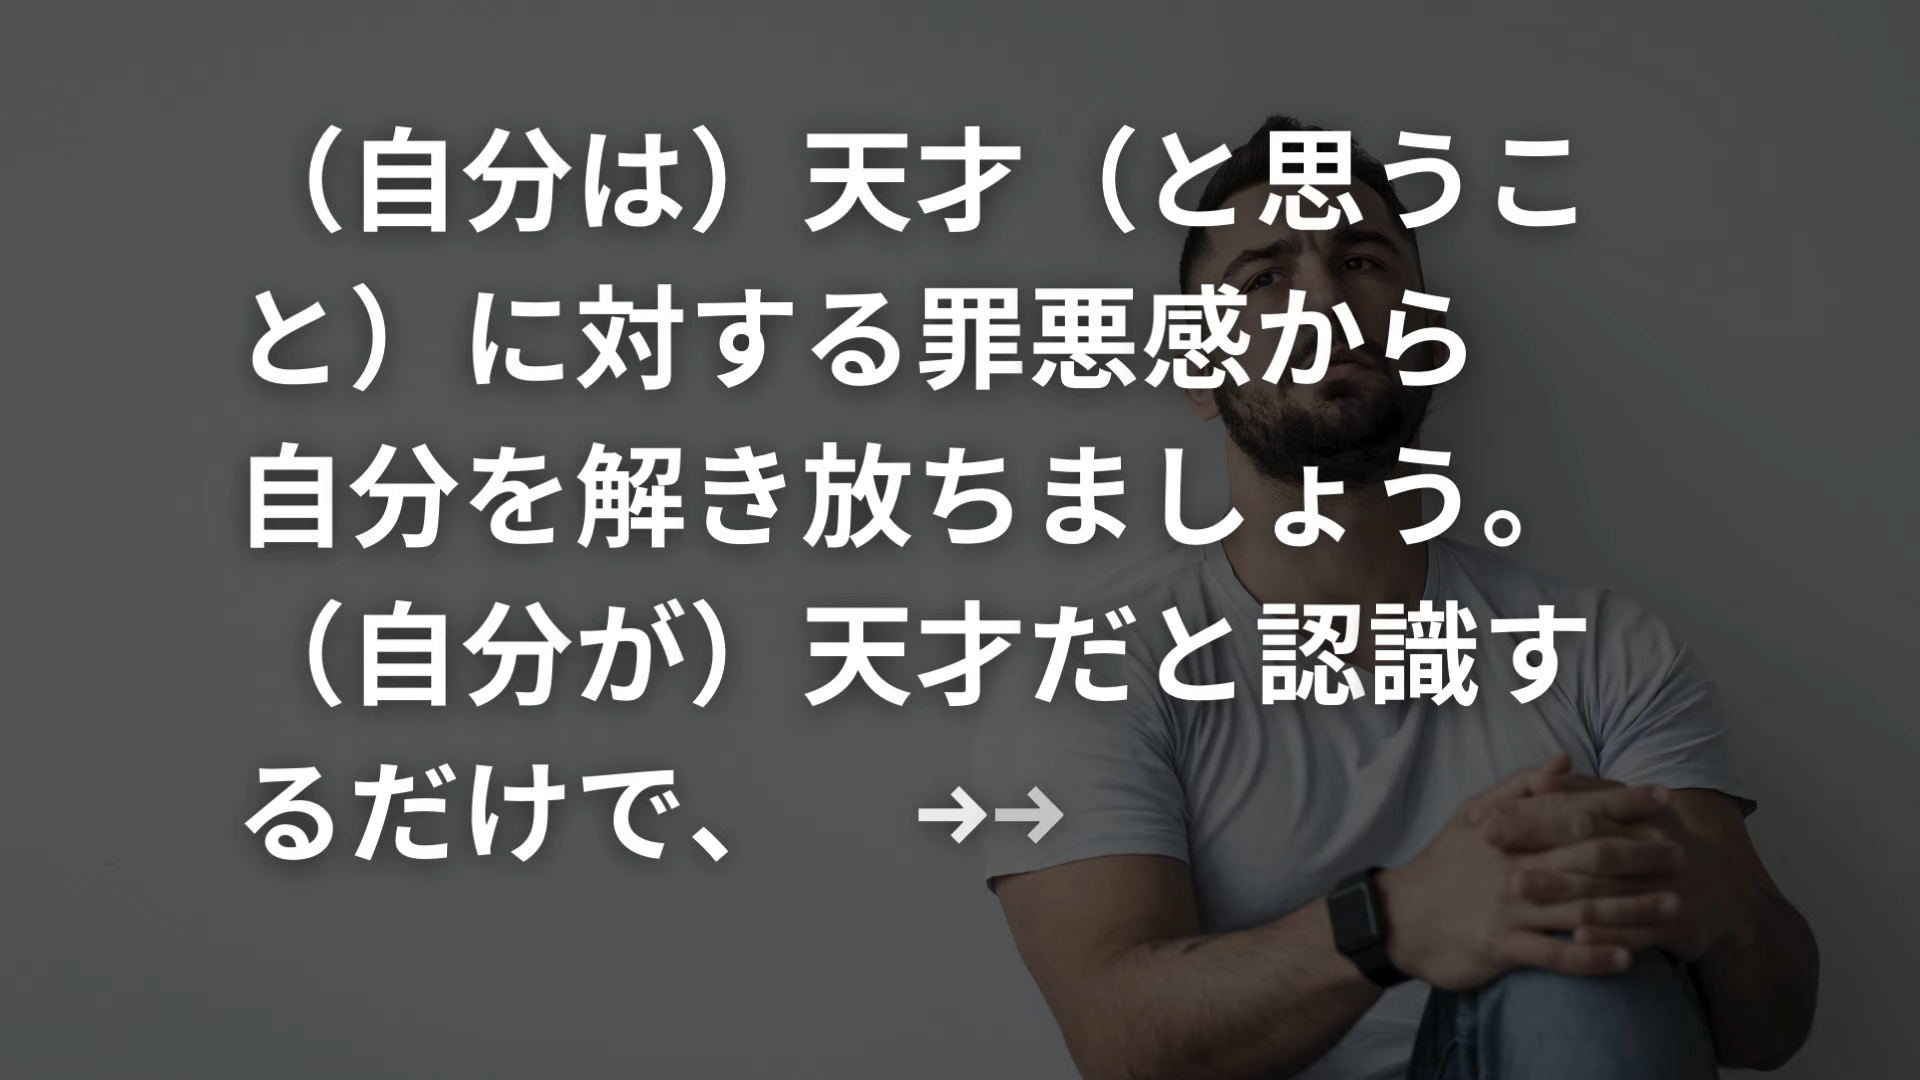 （自分は）天才（と思うこ
と）に対する罪悪感から
自分を解き放ちましょう。
（自分が）天才だと認識す
るだけで、　→→